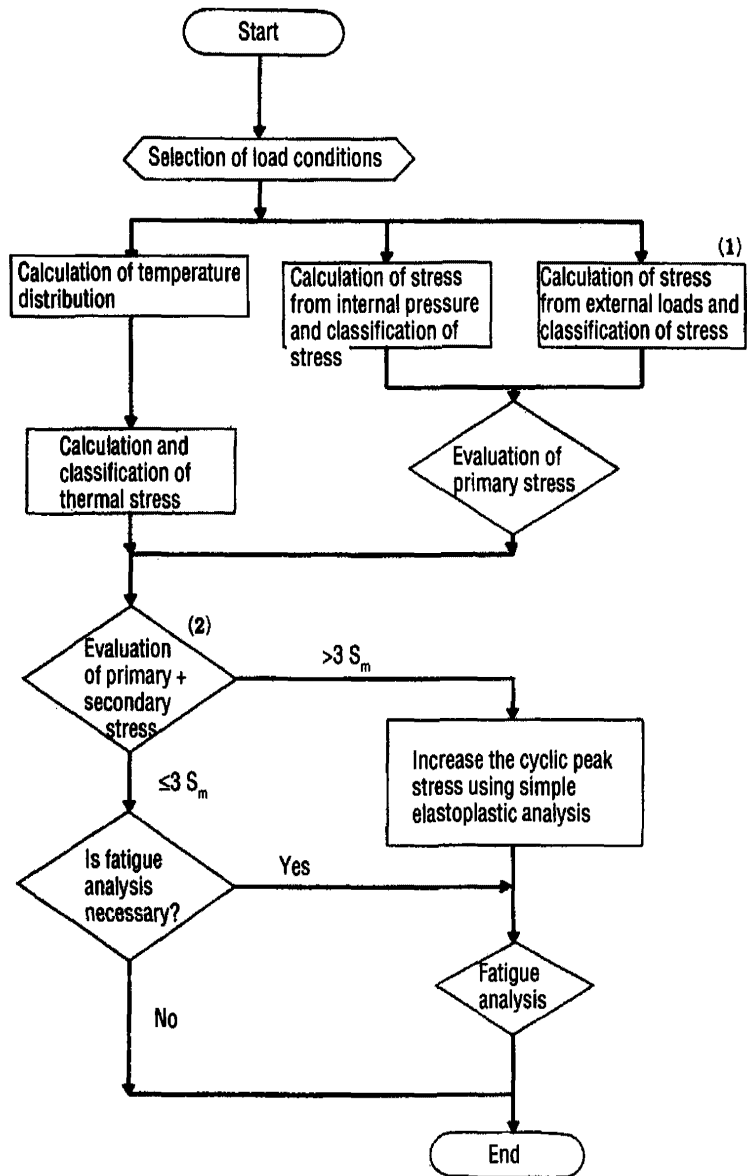 Start
Selection of load conditions
Calculation of temperature
distribution
Calculation of stress
from internal pressure
and classification of
stress
(1)
Calculation of stress
from external loads and
classification of stress
Calculation and
classification of
thermal stress
Evaluation of
primary stress
(2)
Evaluation
of primary +
secondary
stress
>3 Sm
≤3 Sm
Increase the cyclic peak
stress using simple
elastoplastic analysis
Is fatigue
analysis
necessary?
Yes
No
Fatigue
analysis
End